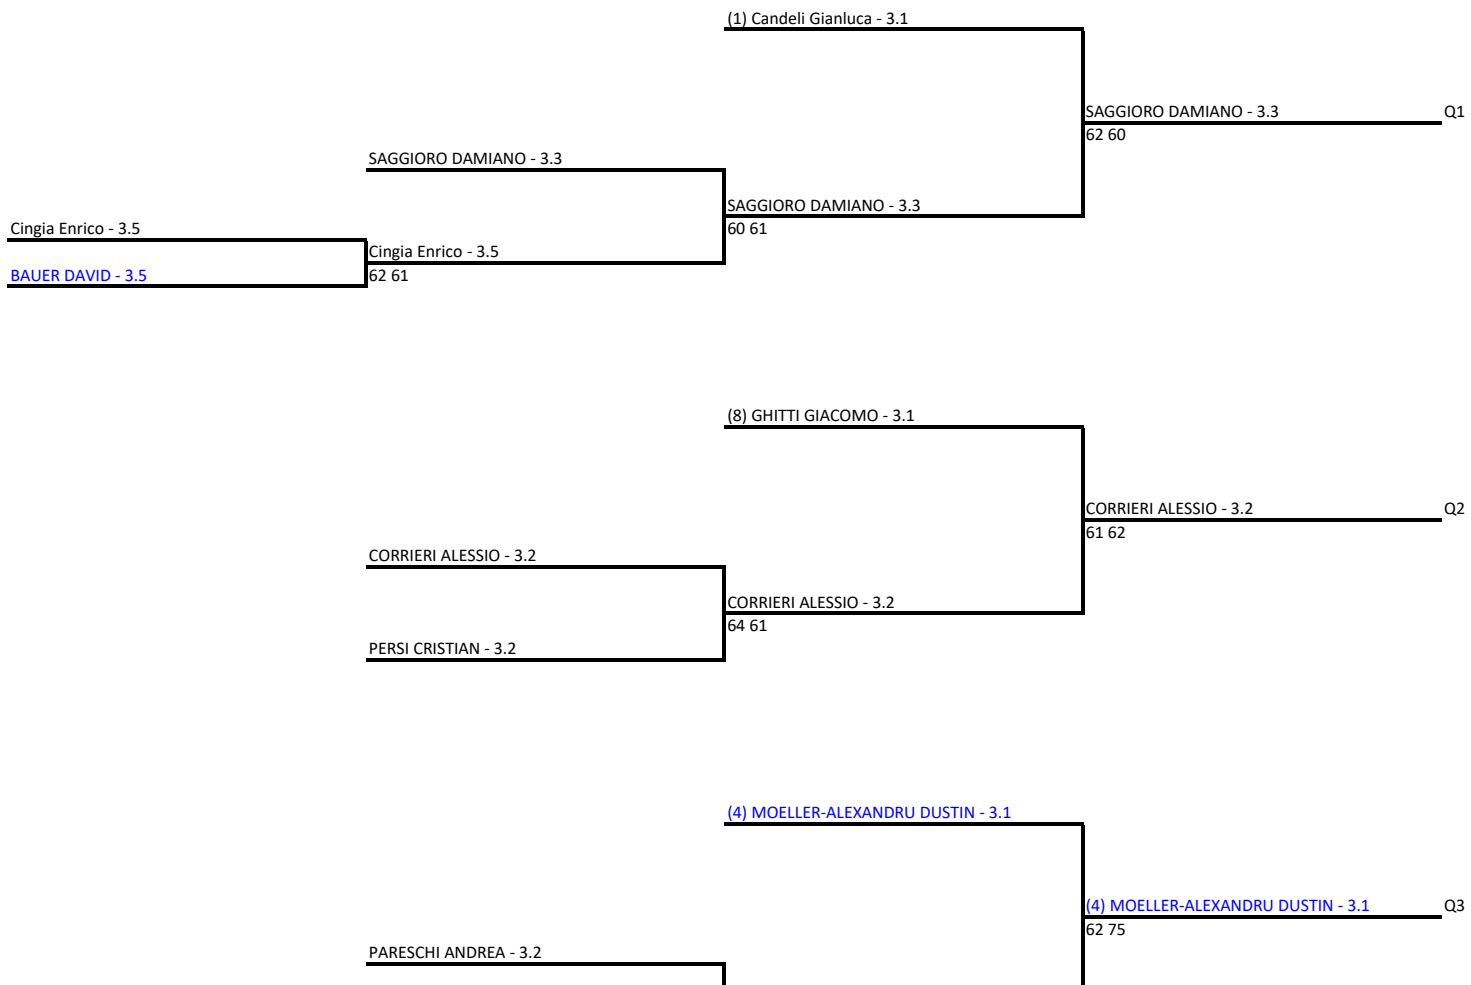 (1) Candeli Gianluca - 3.1
SAGGIORO DAMIANO - 3.3 Q1
62 60
SAGGIORO DAMIANO - 3.3
SAGGIORO DAMIANO - 3.3
60 61
Cingia Enrico - 3.5
Cingia Enrico - 3.5
62 61
BAUER DAVID - 3.5
(8) GHITTI GIACOMO - 3.1
CORRIERI ALESSIO - 3.2 Q2
61 62
CORRIERI ALESSIO - 3.2
CORRIERI ALESSIO - 3.2
64 61
PERSI CRISTIAN - 3.2
(4) MOELLER-ALEXANDRU DUSTIN - 3.1
(4) MOELLER-ALEXANDRU DUSTIN - 3.1 Q3
62 75
PARESCHI ANDREA - 3.2